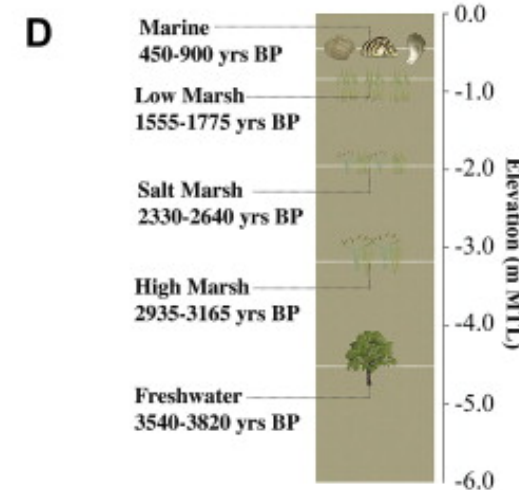 D
Marine
450-900 yrs BP
Low Marsh
1555-1775 yrs BP
Salt Marsh
2330-2640 yrs BP
High Marsh
2935-3165 yrs BP
Freshwater
3540-3820 yrs BP
0.0
-1.0
-2.0
-3.0
-4.0
-5.0
-6.0
Elevation (m MTL)